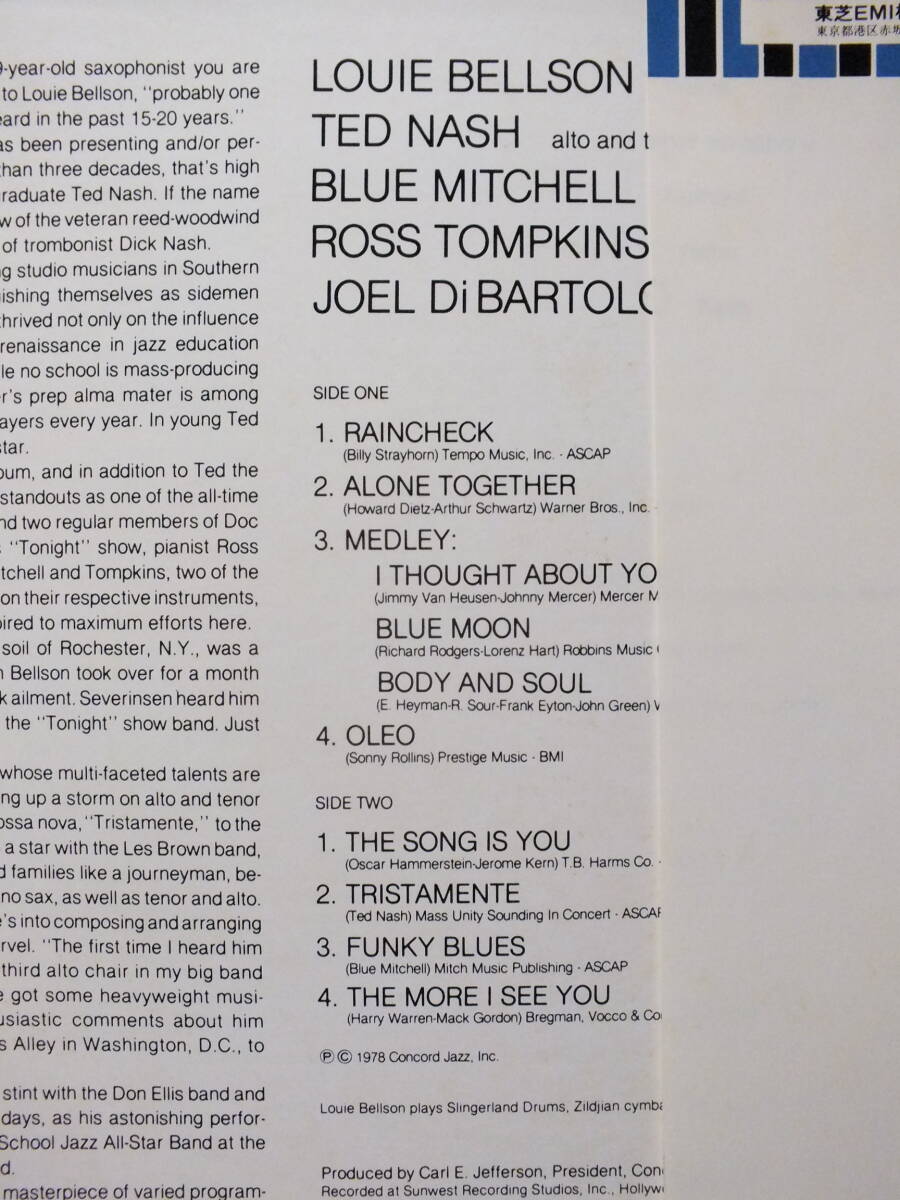 9-year-old saxophonist you are
to Louie Bellson, "probably one
eard in the past 15-20 years."
as been presenting and/or per-
than three decades, that's high
graduate Ted Nash. If the name
w of the veteran reed-woodwind
of trombonist Dick Nash.
ng studio musicians in Southern
ishing themselves as sidemen
thrived not only on the influence
renaissance in jazz education
le no school is mass-producing
er's prep alma mater is among
ayers every year. In young Ted
star.
bum, and in addition to Ted the
standouts as one of the all-time
nd two regular members of Doc
"Tonight" show, pianist Ross
tchell and Tompkins, two of the
on their respective instruments,
pired to maximum efforts here.
soil of Rochester, N.Y., was a
n Bellson took over for a month
k ailment. Severinsen heard him
the "Tonight" show band. Just
whose multi-faceted talents are
ng up a storm on alto and tenor
ossa nova, "Tristamente," to the
a star with the Les Brown band,
d families like a journeyman, be-
no sax, as well as tenor and alto.
e's into composing and arranging
rvel. "The first time I heard him
third alto chair in my big band
e got some heavyweight musi-
usiastic comments about him
s Alley in Washington, D.C., to
stint with the Don Ellis band and
days, as his astonishing perfor-
School Jazz All-Star Band at the
d.
masterpiece of varied program-
LOUIE BELLSON
TED NASH alto and t
BLUE MITCHELL
ROSS TOMPKINS
JOEL DiBARTOLO
SIDE ONE
1. RAINCHECK
(Billy Strayhorn) Tempo Music, Inc. - ASCAP
2. ALONE TOGETHER
(Howard Dietz-Arthur Schwartz) Warner Bros., Inc. -
3. MEDLEY:
I THOUGHT ABOUT YO
(Jimmy Van Heusen-Johnny Mercer) Mercer M
BLUE MOON
(Richard Rodgers-Lorenz Hart) Robbins Music
BODY AND SOUL
(E. Heyman-R. Sour-Frank Eyton-John Green) W
4. OLEO
(Sonny Rollins) Prestige Music - BMI
SIDE TWO
1. THE SONG IS YOU
(Oscar Hammerstein-Jerome Kern) T.B. Harms Co. -
2. TRISTAMENTE
(Ted Nash) Mass Unity Sounding In Concert - ASCAP
3. FUNKY BLUES
(Blue Mitchell) Mitch Music Publishing - ASCAP
4. THE MORE I SEE YOU
(Harry Warren-Mack Gordon) Bregman, Vocco & Co
Ⓟ © 1978 Concord Jazz, Inc.
Louie Bellson plays Slingerland Drums, Zildjian cymba
Produced by Carl E. Jefferson, President, Con
Recorded at Sunwest Recording Studios, Inc., Hollyw
東芝EMI株
東京都港区赤坂